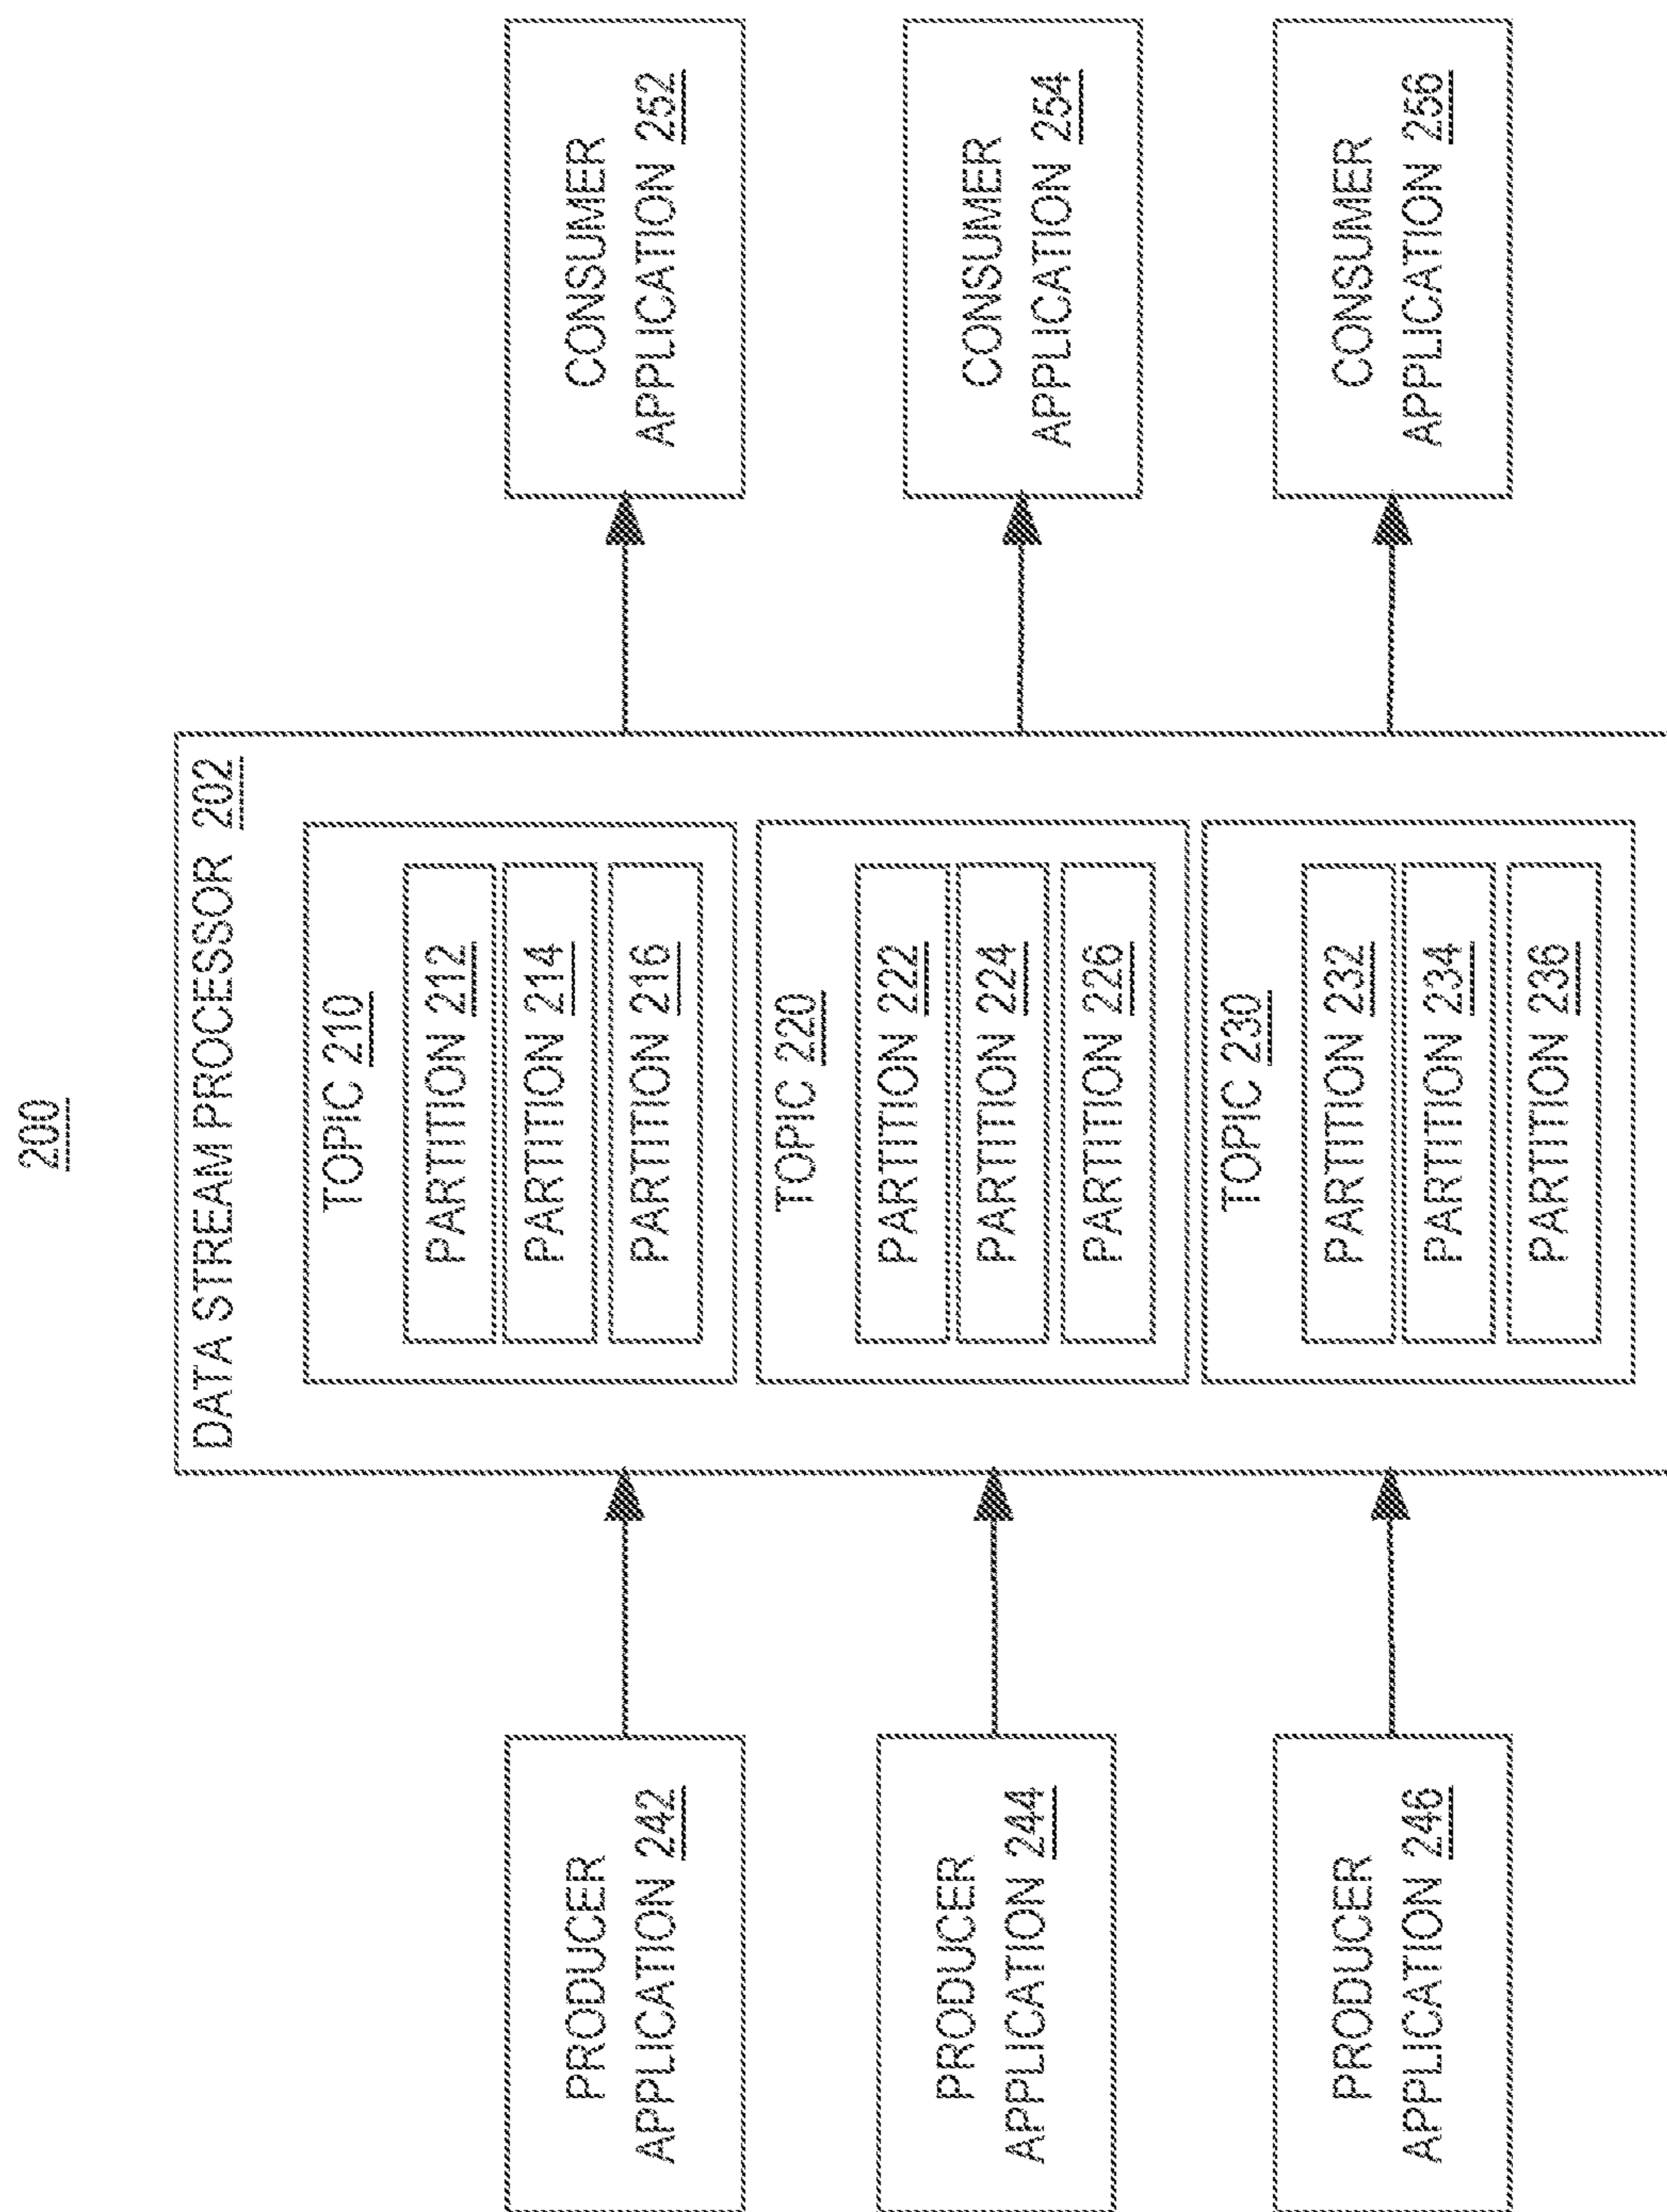 200
DATA STREAM PROCESSOR 202
TOPIC 210
PARTITION 212
PARTITION 214
PARTITION 216
TOPIC 220
PARTITION 222
PARTITION 224
PARTITION 226
TOPIC 230
PARTITION 232
PARTITION 234
PARTITION 236
PRODUCER
APPLICATION 242
PRODUCER
APPLICATION 244
PRODUCER
APPLICATION 246
CONSUMER
APPLICATION 252
CONSUMER
APPLICATION 254
CONSUMER
APPLICATION 256